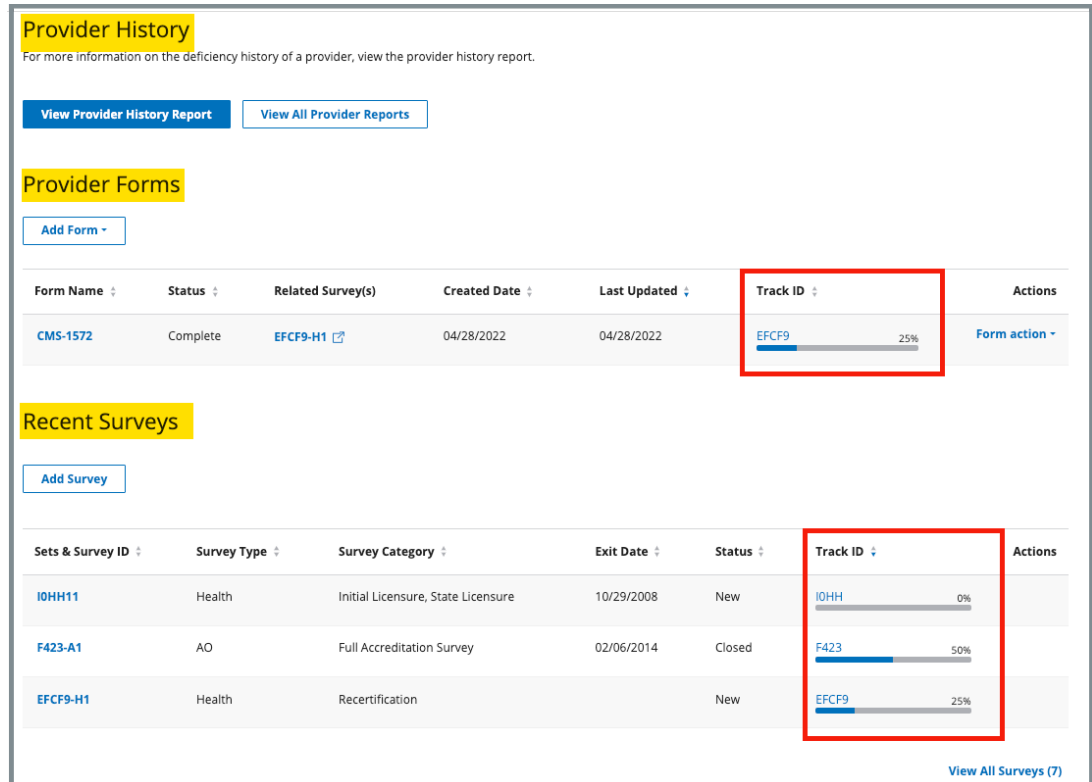 Provider History
For more information on the deficiency history of a provider, view the provider history report.
View Provider History Report View All Provider Reports
Provider Forms
Add Form
Form Name Status Related Survey(s) Created Date Last Updated Track ID Actions
CMS-1572 Complete EFCF9-H1 04/28/2022 04/28/2022 EFCF9 25% Form action
Recent Surveys
Add Survey
Sets & Survey ID Survey Type Survey Category Exit Date Status Track ID Actions
I0HH11 Health Initial Licensure, State Licensure 10/29/2008 New I0HH 0%
F423-A1 AO Full Accreditation Survey 02/06/2014 Closed F423 50%
EFCF9-H1 Health Recertification New EFCF9 25%
View All Surveys (7)